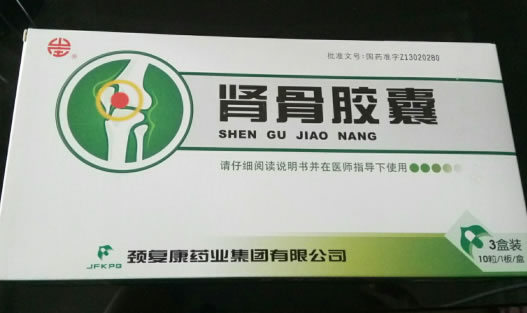 批准文号：国药准字Z13020280
肾骨胶囊
SHEN GU JIAO NANG
请仔细阅读说明书并在医师指导下使用
3盒装
10粒/1板/盒
JFKPG
颈复康药业集团有限公司